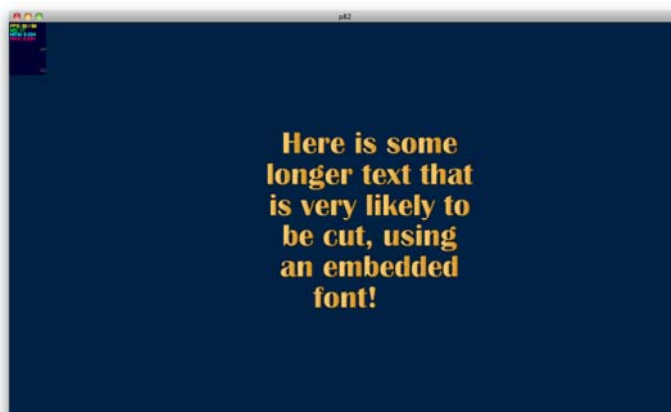 p82
Here is some
longer text that
is very likely to
be cut, using
an embedded
font!